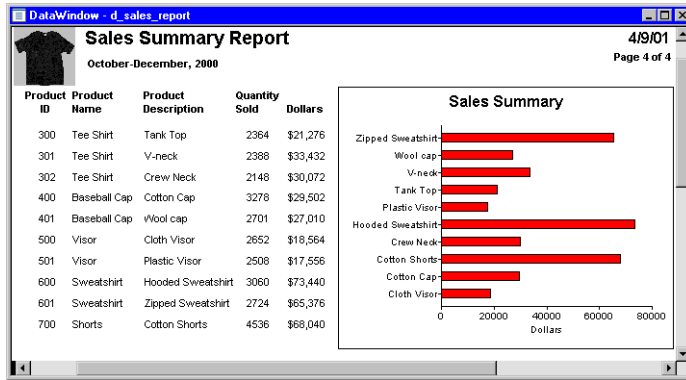 DataWindow - d_sales_report
Sales Summary Report
4/9/01
October-December, 2000
Page 4 of 4
Product Product Product Quantity
ID Name Description Sold Dollars
300 Tee Shirt Tank Top 2364 $21,276
301 Tee Shirt V-neck 2388 $33,432
302 Tee Shirt Crew Neck 2148 $30,072
400 Baseball Cap Cotton Cap 3278 $29,502
401 Baseball Cap Wool cap 2701 $27,010
500 Visor Cloth Visor 2652 $18,564
501 Visor Plastic Visor 2508 $17,556
600 Sweatshirt Hooded Sweatshirt 3060 $73,440
601 Sweatshirt Zipped Sweatshirt 2724 $65,376
700 Shorts Cotton Shorts 4536 $68,040
Sales Summary
Zipped Sweatshirt
Wool cap
V-neck
Tank Top
Plastic Visor
Hooded Sweatshirt
Crew Neck
Cotton Shorts
Cotton Cap
Cloth Visor
0 20000 40000 60000 80000
Dollars